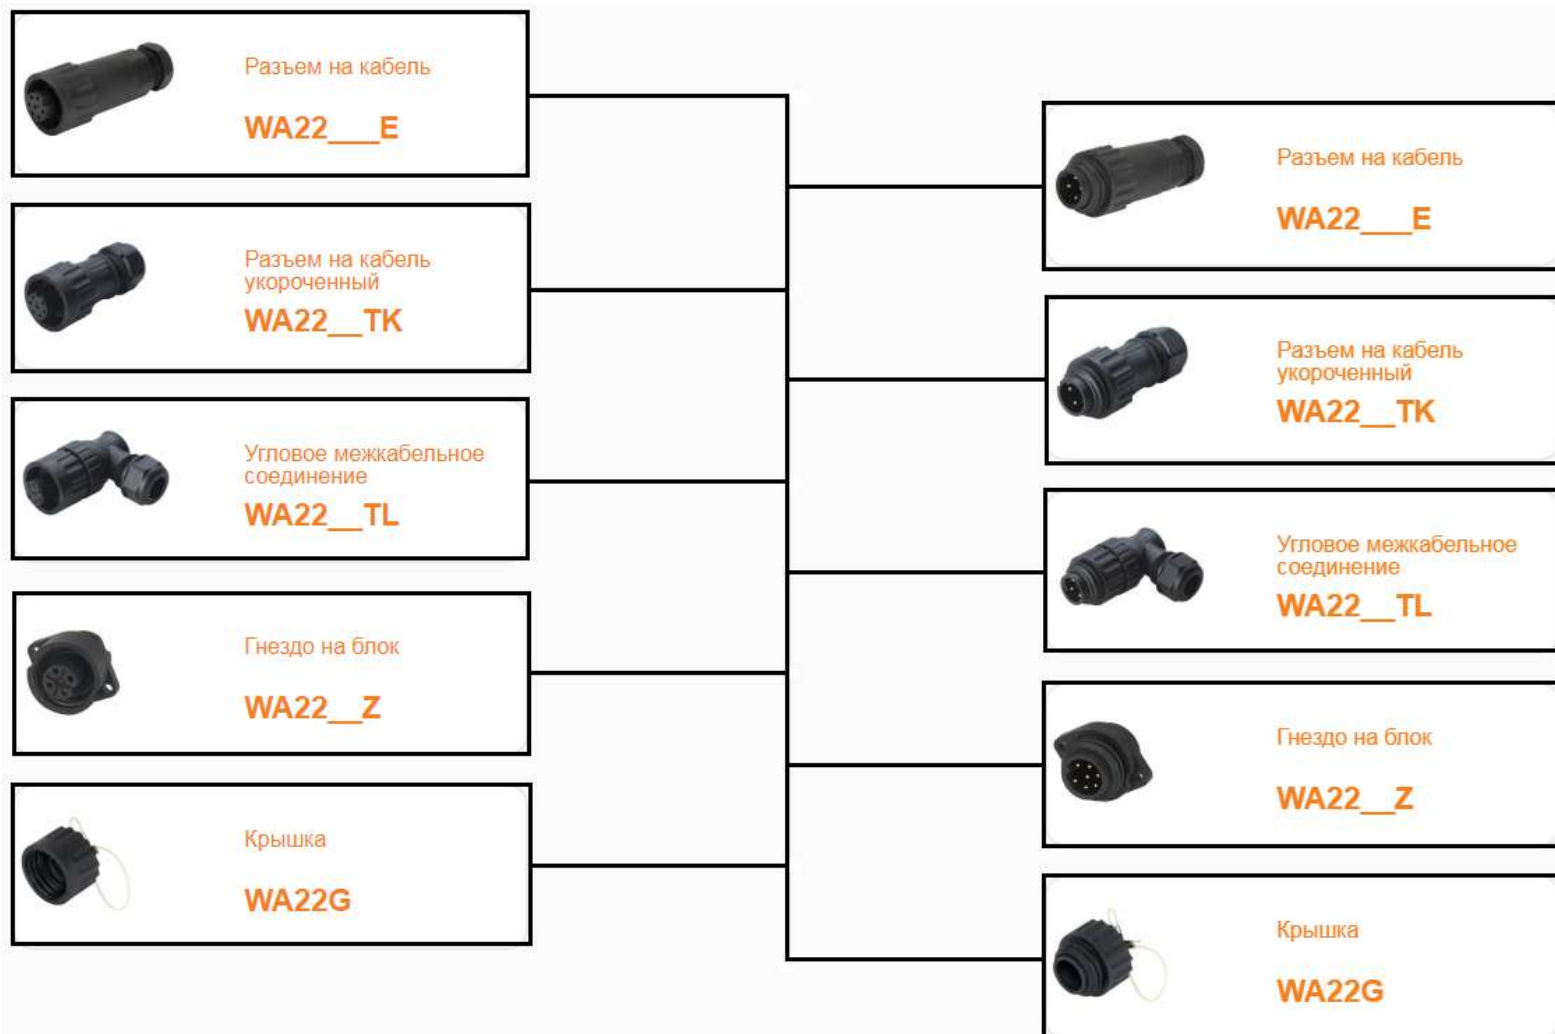 Разъем на кабель
WA22___E
Разъем на кабель
укороченный
WA22__TK
Угловое межкабельное
соединение
WA22__TL
Гнездо на блок
WA22__Z
Крышка
WA22G
Разъем на кабель
WA22___E
Разъем на кабель
укороченный
WA22__TK
Угловое межкабельное
соединение
WA22__TL
Гнездо на блок
WA22__Z
Крышка
WA22G